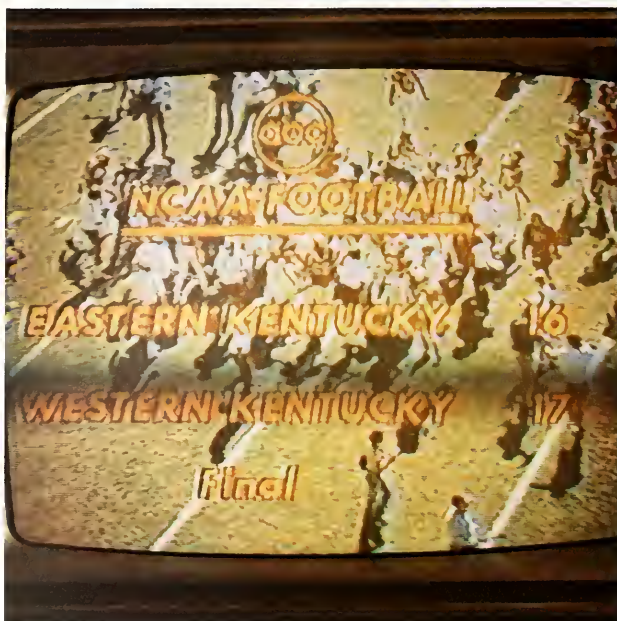 abc
NCAA FOOTBALL
EASTERN KENTUCKY 16
WESTERN KENTUCKY 17
Final